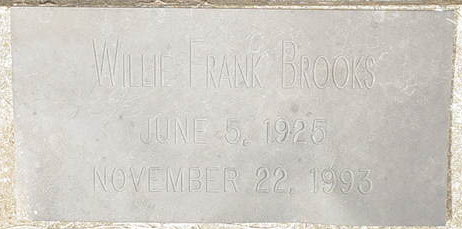 WILLIE FRANK BROOKS
JUNE 5, 1925
NOVEMBER 22, 1993